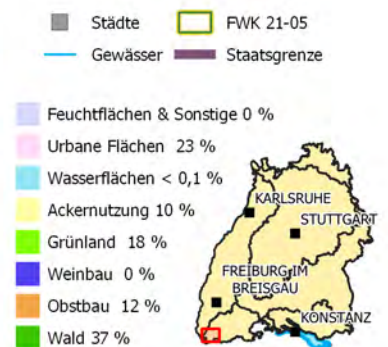 Städte FWK 21-05
Gewässer Staatsgrenze
Feuchtflächen & Sonstige 0 %
Urbane Flächen 23 %
Wasserflächen < 0,1 %
Ackernutzung 10 %
Grünland 18 %
Weinbau 0 %
Obstbau 12 %
Wald 37 %
KARLSRUHE
STUTTGART
FREIBURG IM
BREISGAU
KONSTANZ